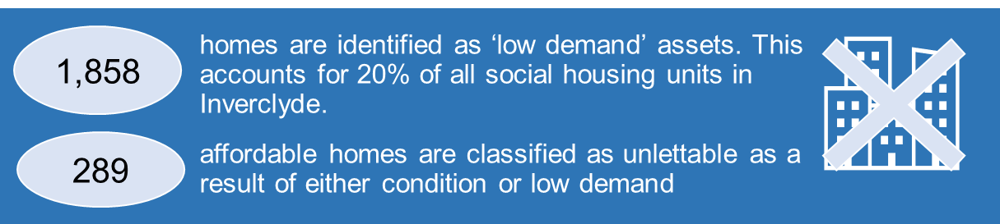 1,858
homes are identified as ‘low demand’ assets. This
accounts for 20% of all social housing units in
Inverclyde.
289
affordable homes are classified as unlettable as a
result of either condition or low demand